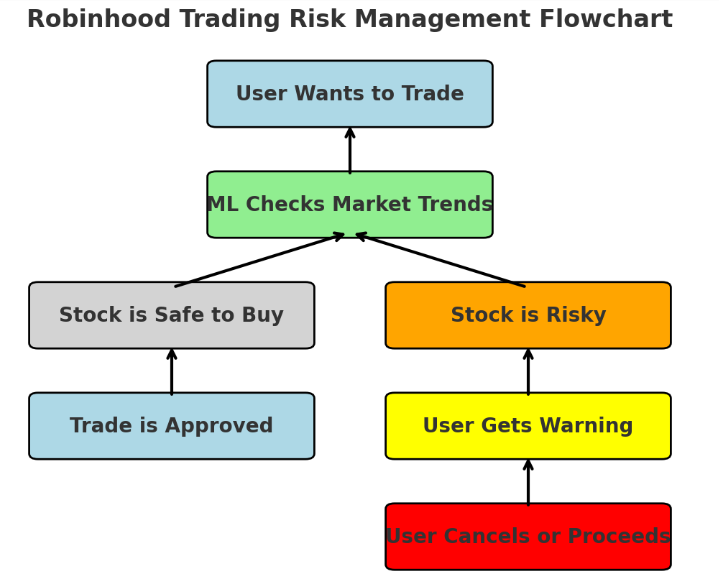 Robinhood Trading Risk Management Flowchart
User Wants to Trade
ML Checks Market Trends
Stock is Safe to Buy
Stock is Risky
Trade is Approved
User Gets Warning
User Cancels or Proceeds